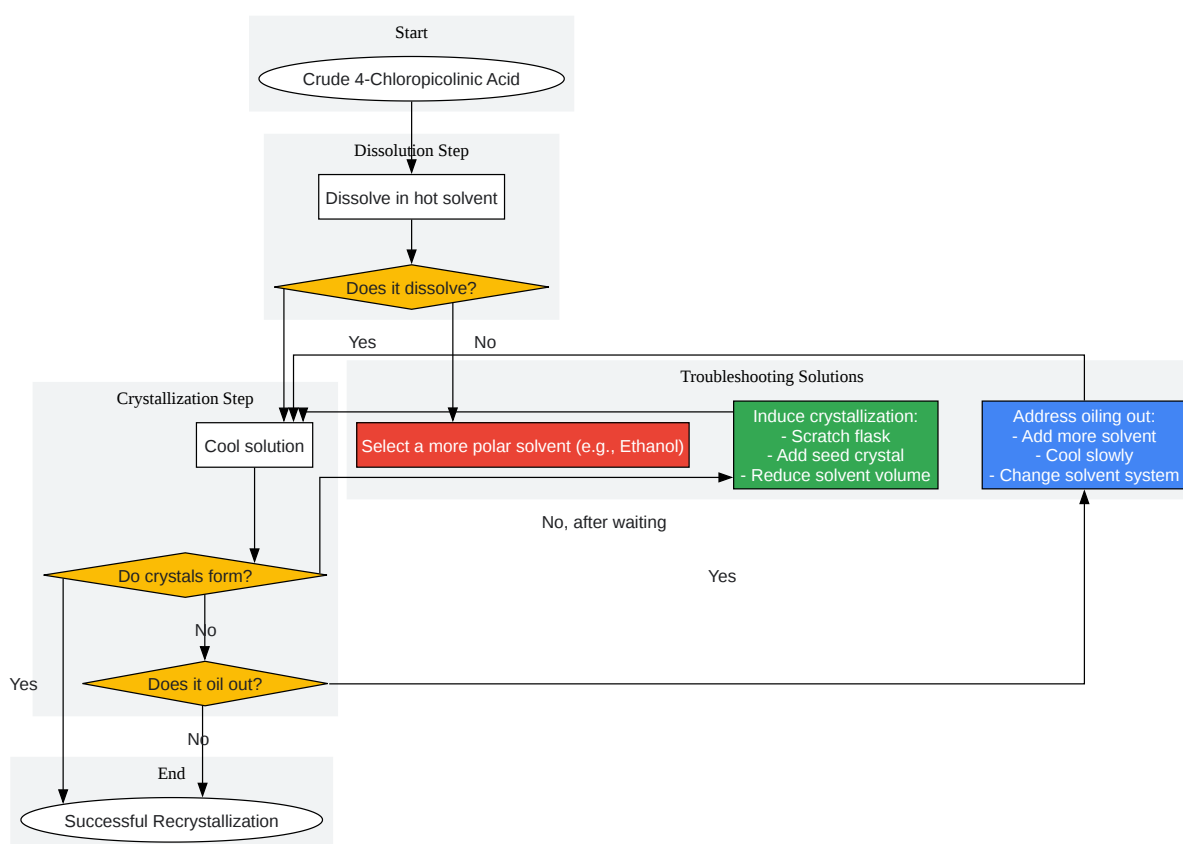 Start
Crude 4-Chloropicolinic Acid
Dissolution Step
Dissolve in hot solvent
Does it dissolve?
Yes
No
Troubleshooting Solutions
Crystallization Step
Cool solution
Select a more polar solvent (e.g., Ethanol)
Induce crystallization:
- Scratch flask
- Add seed crystal
- Reduce solvent volume
Address oiling out:
- Add more solvent
- Cool slowly
- Change solvent system
No, after waiting
Do crystals form?
Yes
No
Does it oil out?
Yes
No
End
Successful Recrystallization